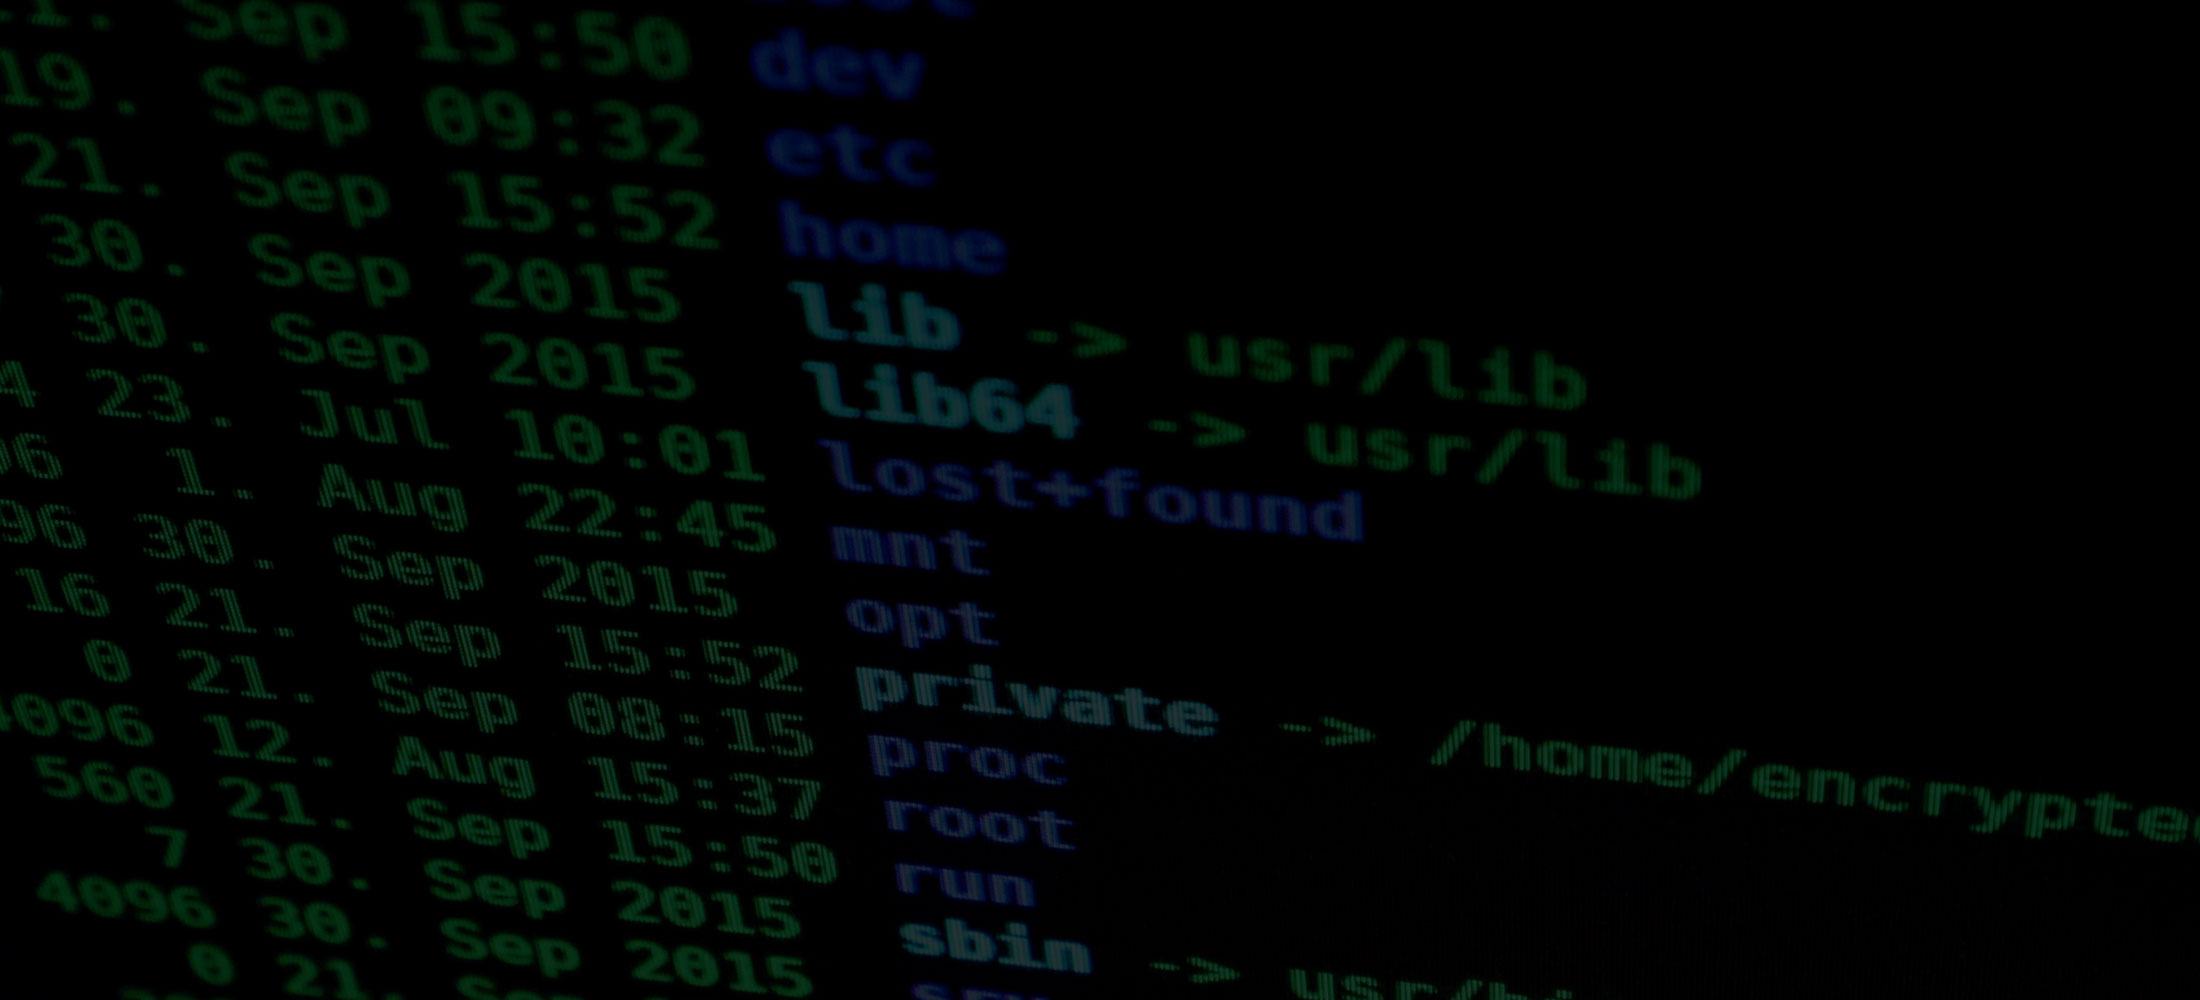 Sep 15:50 dev
19. Sep 09:32 etc
21. Sep 15:52 home
30. Sep 2015 lib -> usr/lib
30. Sep 2015 lib64 -> usr/lib
23. Jul 10:01 lost+found
1. Aug 22:45 mnt
30. Sep 2015 opt
16 21. Sep 15:52 private -> /home/encrypte
0 21. Sep 08:15 proc
4096 12. Aug 15:37 root
560 21. Sep 15:50 run
7 30. Sep 2015 sbin ->
4096 30. Sep 2015
0 21.